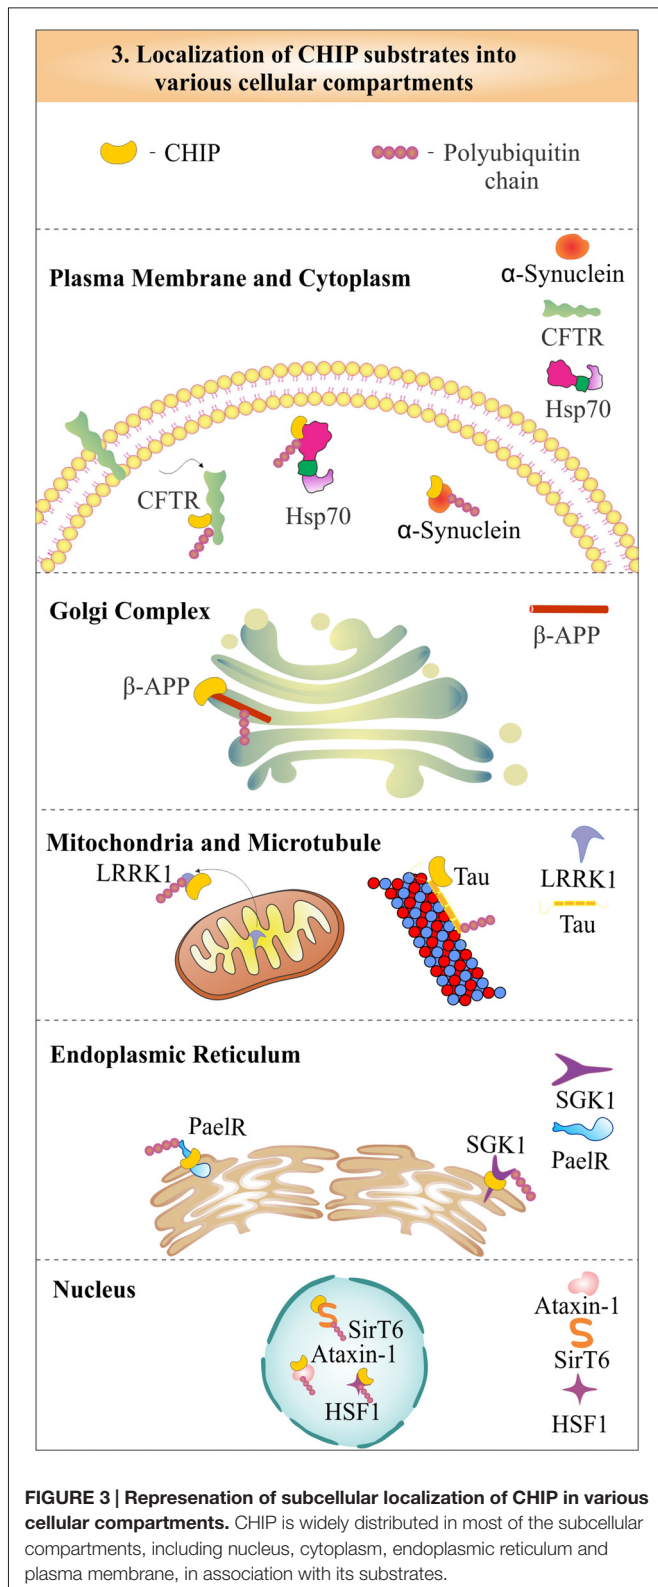 3. Localization of CHIP substrates into
various cellular compartments
- CHIP
- Polyubiquitin
chain
Plasma Membrane and Cytoplasm
α-Synuclein
CFTR
Hsp70
CFTR
Hsp70
α-Synuclein
Golgi Complex
β-APP
β-APP
Mitochondria and Microtubule
LRRK1
Tau
LRRK1
Tau
Endoplasmic Reticulum
SGK1
PaelR
PaelR
SGK1
Nucleus
Ataxin-1
SirT6
HSF1
SirT6
Ataxin-1
HSF1
FIGURE 3 | Represenation of subcellular localization of CHIP in various
cellular compartments. CHIP is widely distributed in most of the subcellular
compartments, including nucleus, cytoplasm, endoplasmic reticulum and
plasma membrane, in association with its substrates.